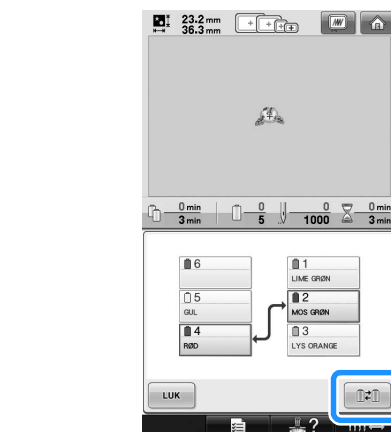 23.2 mm
36.3 mm
0 min
3 min
0
5
0
1000
0 min
3 min
6
1
LIME GRØN
5
GUL
2
MOS GRØN
4
RØD
3
LYS ORANGE
LUK
?